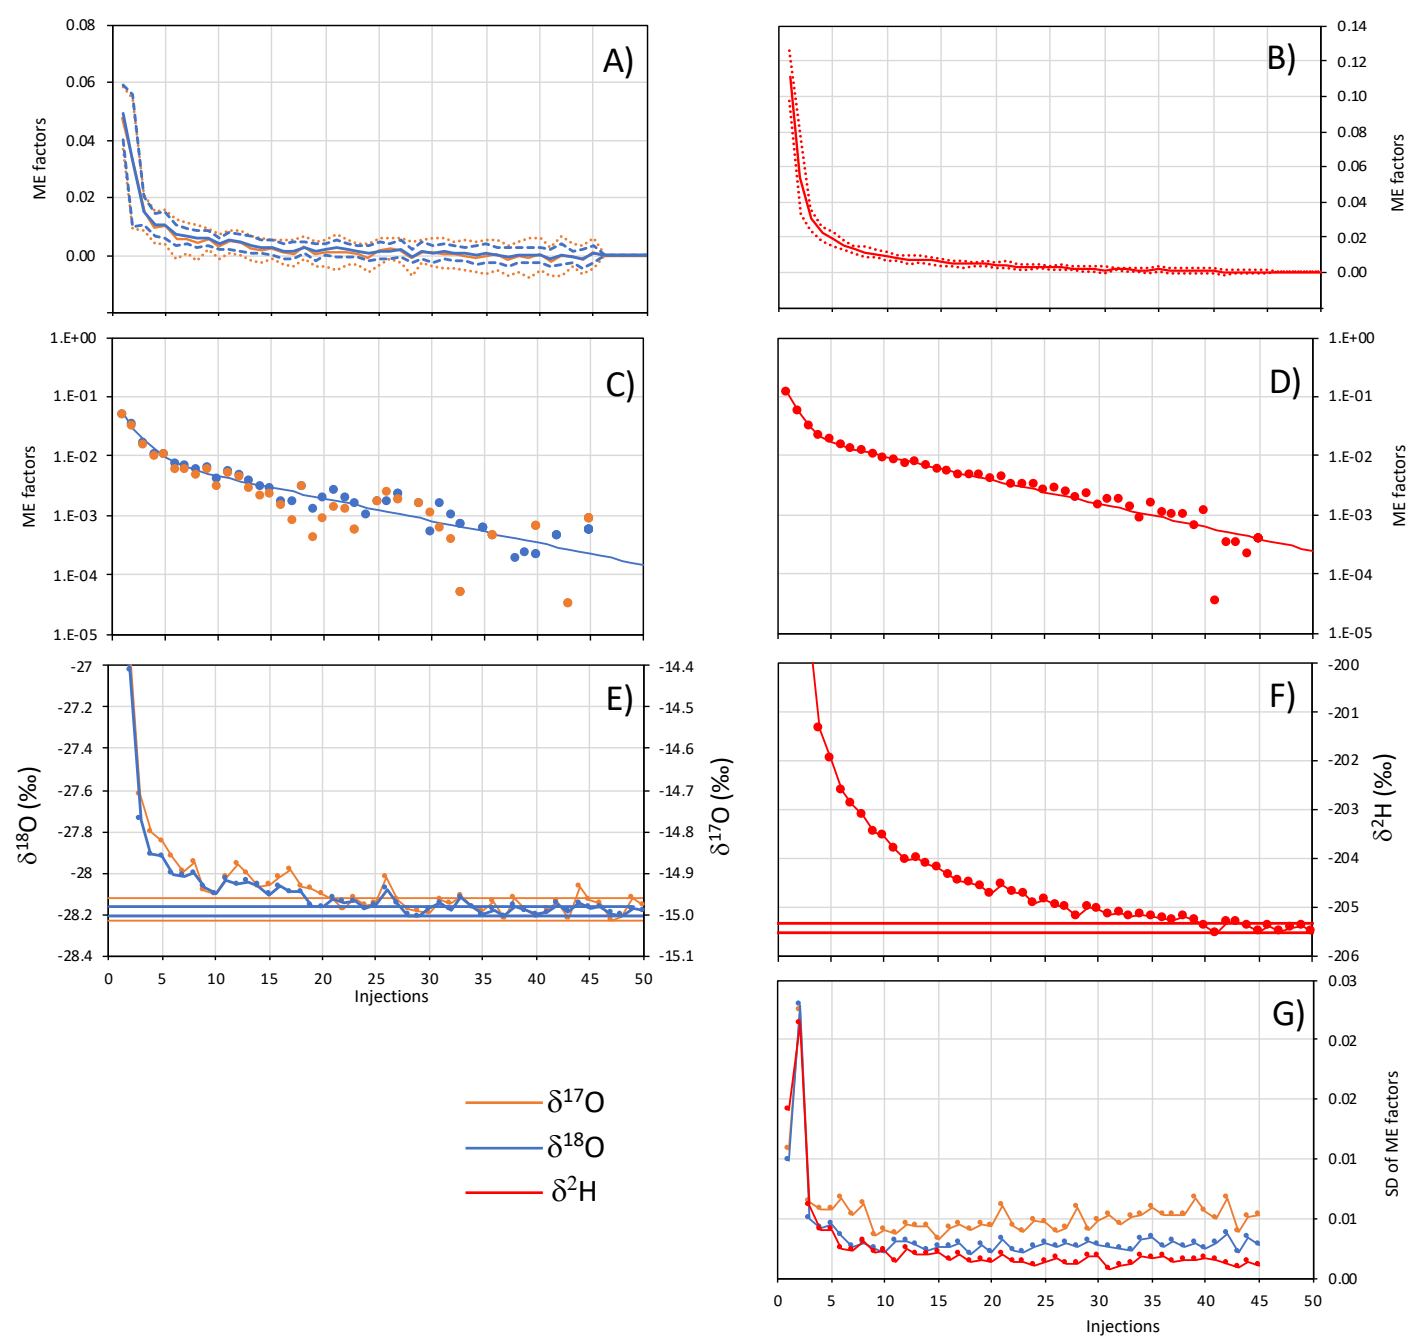 A)
0.08
0.06
0.04
0.02
0.00
ME factors
B)
0.14
0.12
0.10
0.08
0.06
0.04
0.02
0.00
ME factors
C)
1.E+00
1.E-01
1.E-02
1.E-03
1.E-04
1.E-05
ME factors
D)
1.E+00
1.E-01
1.E-02
1.E-03
1.E-04
1.E-05
ME factors
E)
-27
-27.2
-27.4
-27.6
-27.8
-28
-28.2
-28.4
δ¹⁸O (‰)
-14.4
-14.5
-14.6
-14.7
-14.8
-14.9
-15.0
-15.1
δ¹⁷O (‰)
0 5 10 15 20 25 30 35 40 45 50
Injections
F)
-200
-201
-202
-203
-204
-205
-206
δ²H (‰)
δ¹⁷O
δ¹⁸O
δ²H
G)
0.03
0.02
0.02
0.01
0.01
0.00
SD of ME factors
0 5 10 15 20 25 30 35 40 45 50
Injections